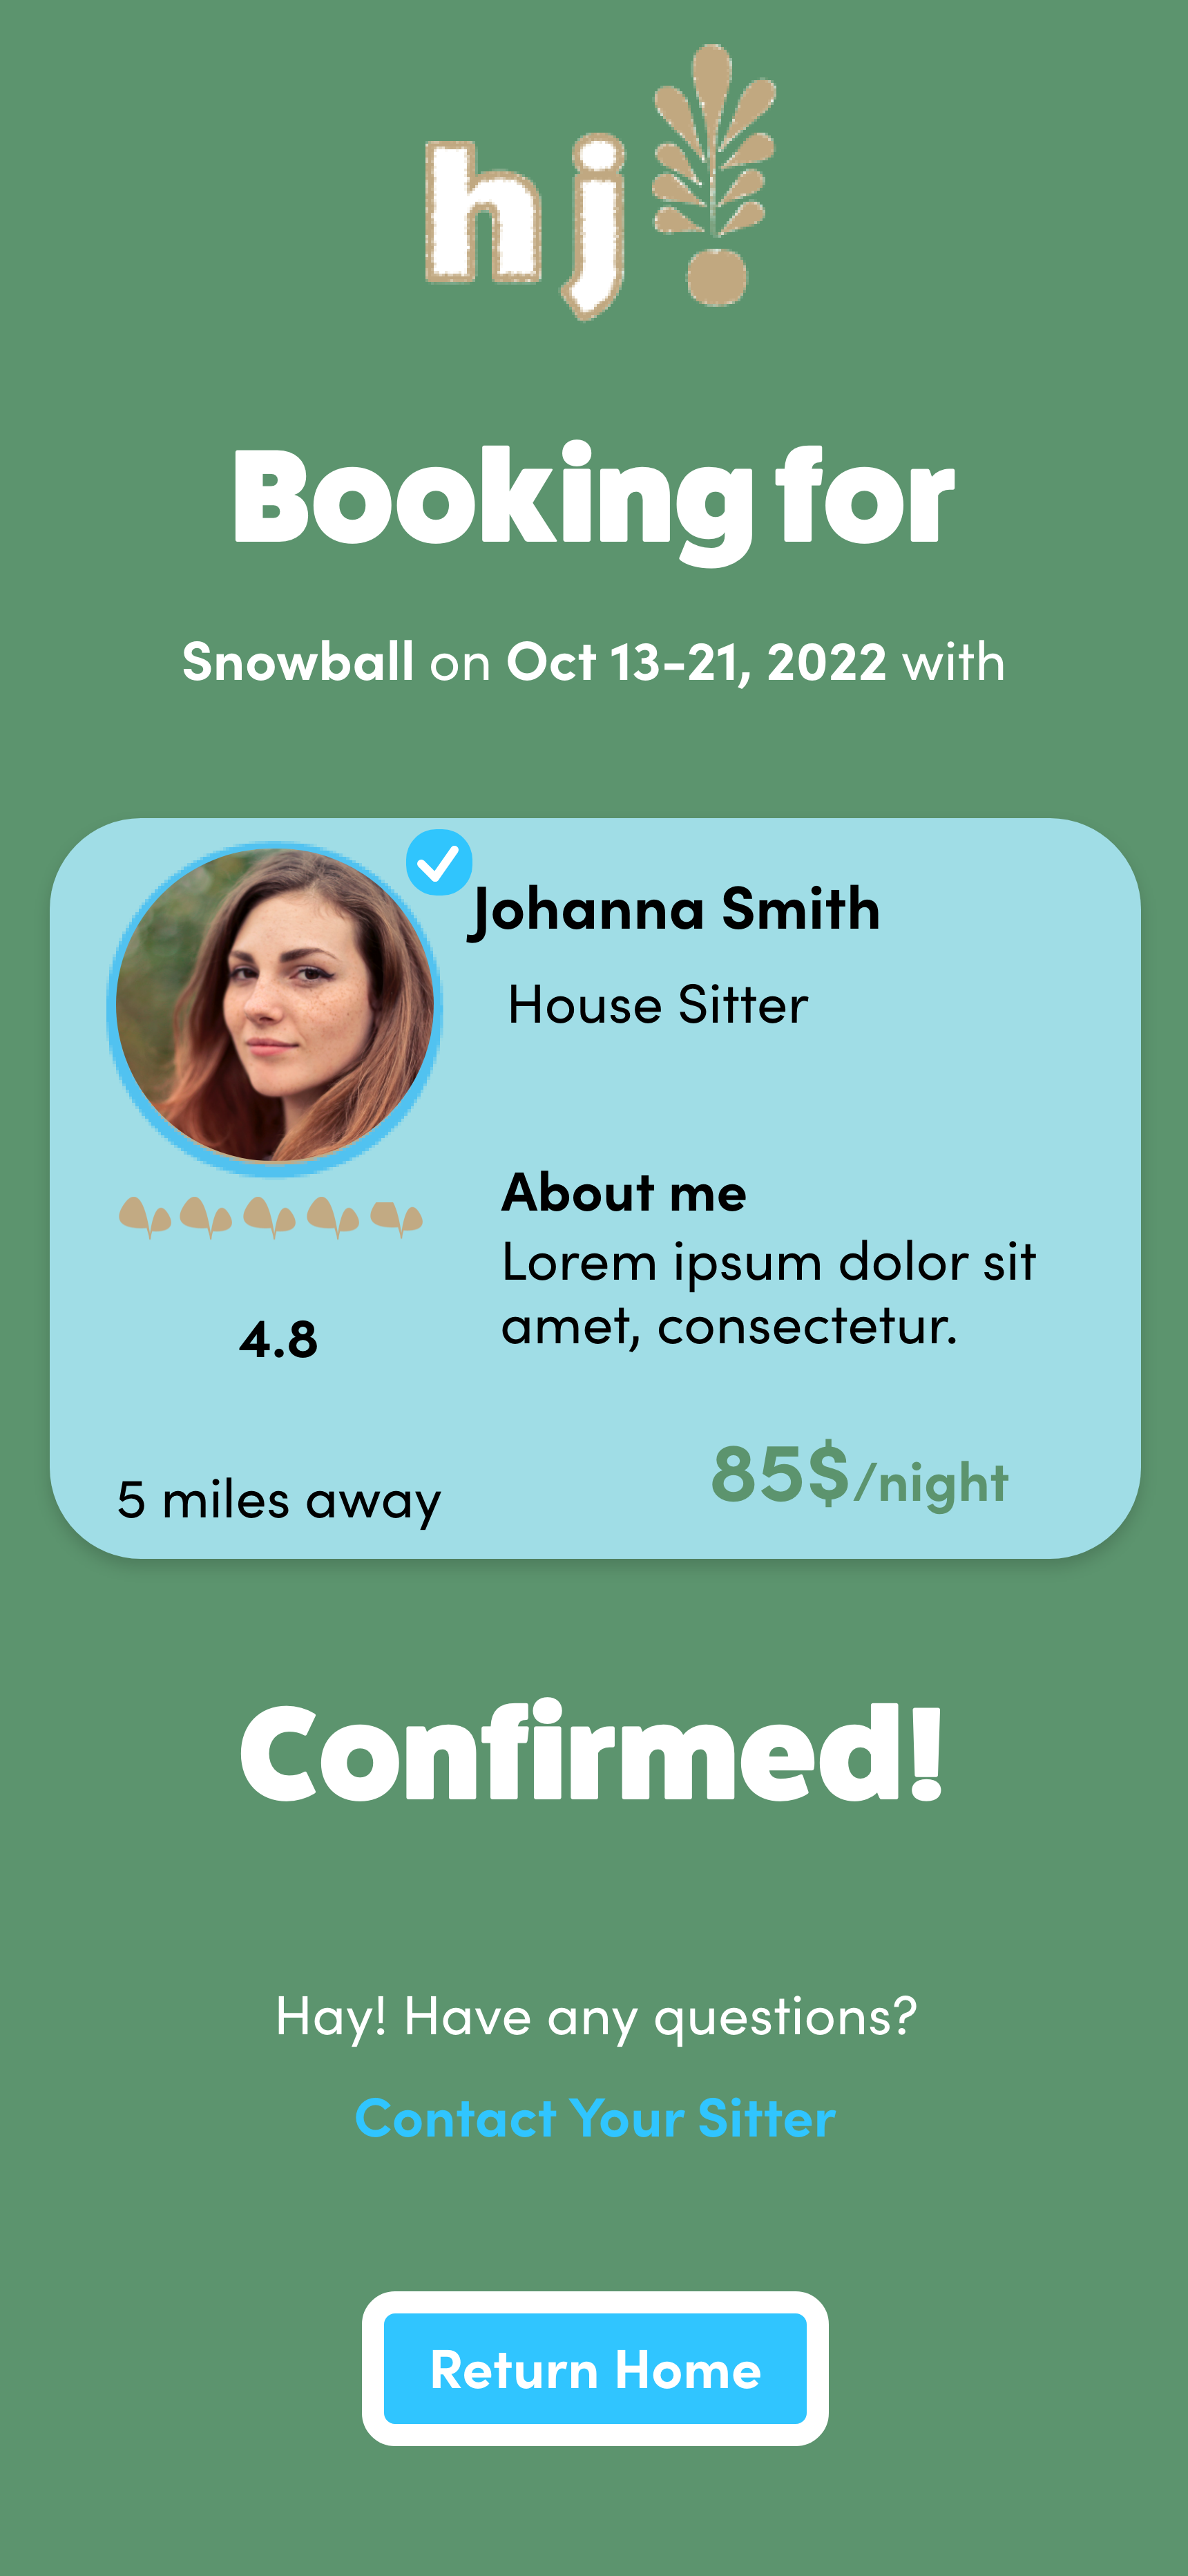 hj
Booking for
Snowball on Oct 13-21, 2022 with
Johanna Smith
House Sitter
About me
Lorem ipsum dolor sit
amet, consectetur.
4.8
85$/night
5 miles away
Confirmed!
Hay! Have any questions?
Contact Your Sitter
Return Home